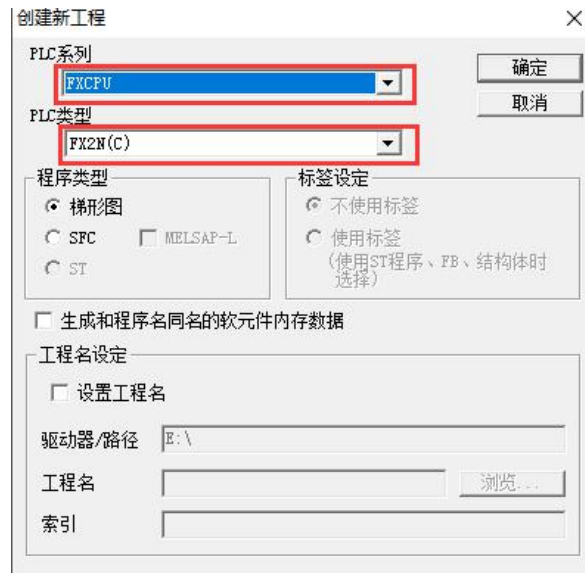 创建新工程
PLC系列
确定
FXCPU
取消
PLC类型
FX2N(C)
程序类型
标签设定
梯形图
不使用标签
SFC
MELSAP-L
使用标签
(使用ST程序、FB、结构体时
选择)
ST
生成和程序名同名的软元件内存数据
工程名设定
设置工程名
驱动器/路径
E:\
工程名
浏览...
索引